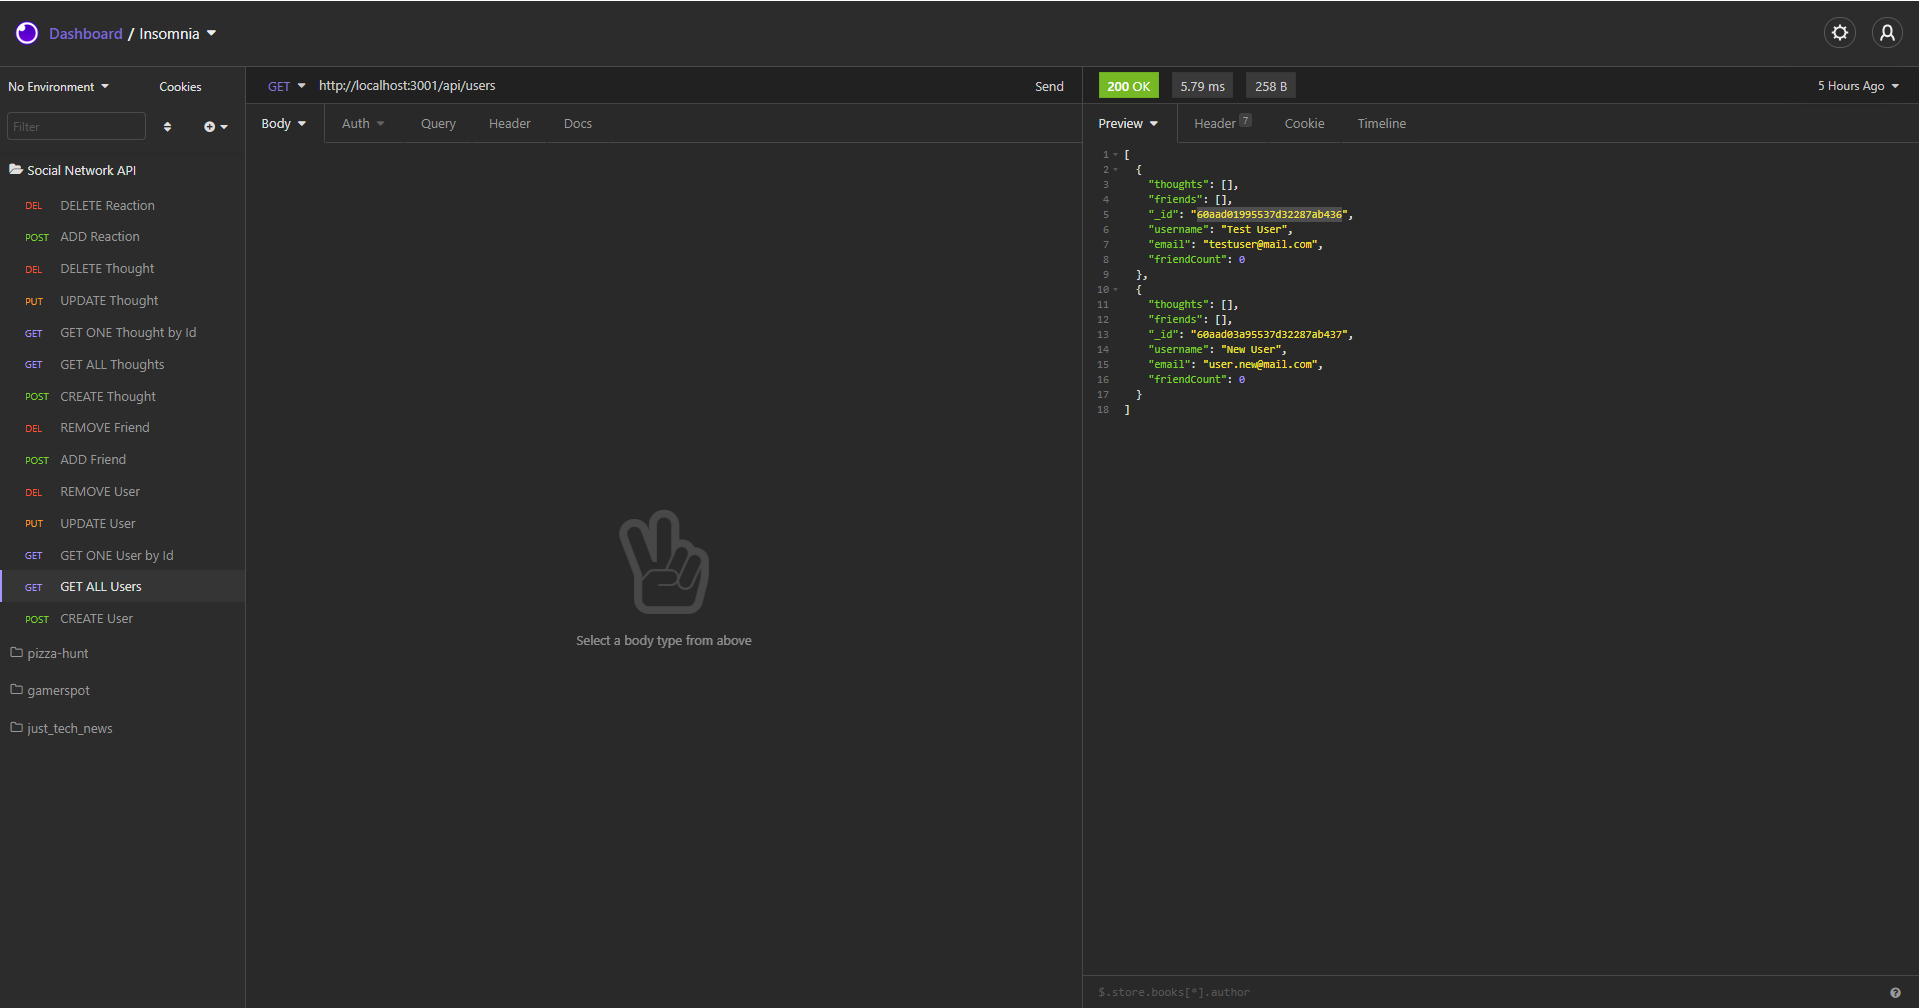 Dashboard / Insomnia
No Environment Cookies
Filter
Social Network API
DEL DELETE Reaction
POST ADD Reaction
DEL DELETE Thought
PUT UPDATE Thought
GET GET ONE Thought by Id
GET GET ALL Thoughts
POST CREATE Thought
DEL REMOVE Friend
POST ADD Friend
DEL REMOVE User
PUT UPDATE User
GET GET ONE User by Id
GET GET ALL Users
POST CREATE User
pizza-hunt
gamerspot
just_tech_news
GET http://localhost:3001/api/users Send
Body Auth Query Header Docs
Select a body type from above
200 OK 5.79 ms 258 B 5 Hours Ago
Preview Header 7 Cookie Timeline
1 [
2 {
3 "thoughts": [],
4 "friends": [],
5 "_id": "60aad01995537d32287ab436",
6 "username": "Test User",
7 "email": "testuser@mail.com",
8 "friendCount": 0
9 },
10 {
11 "thoughts": [],
12 "friends": [],
13 "_id": "60aad03a95537d32287ab437",
14 "username": "New User",
15 "email": "user.new@mail.com",
16 "friendCount": 0
17 }
18 ]
$.store.books[*].author